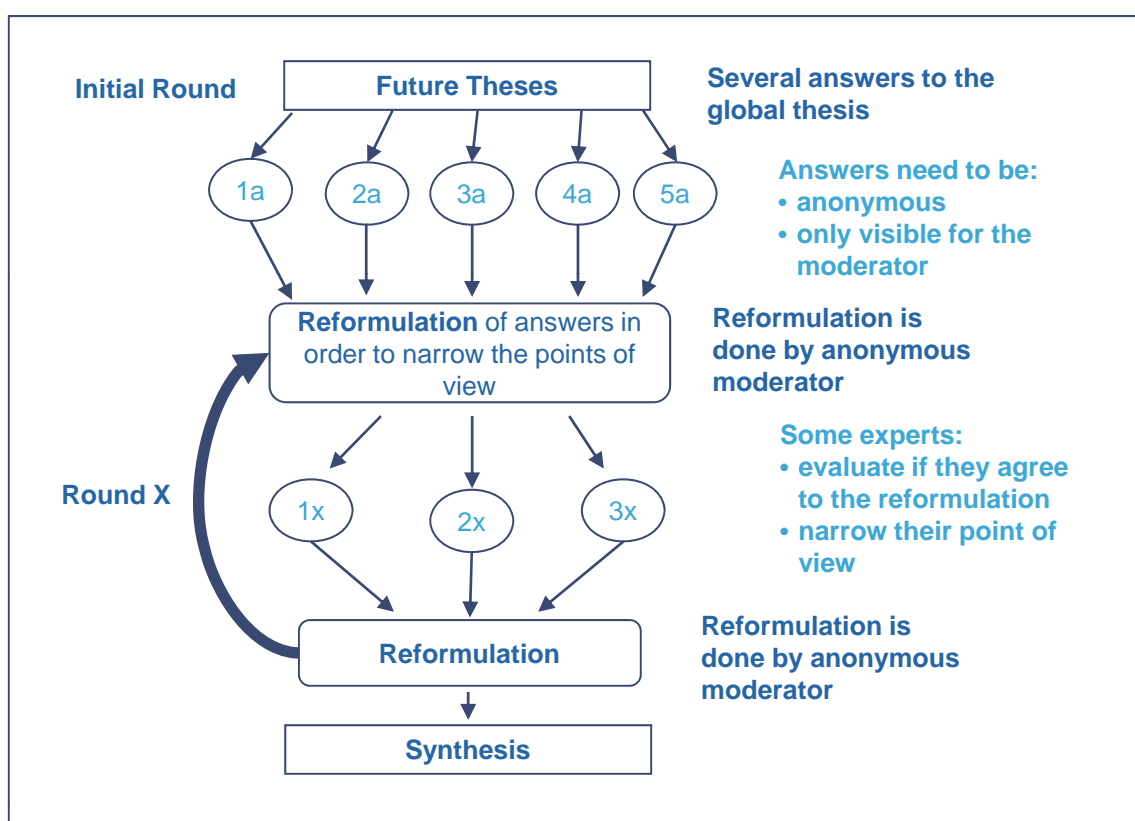 Initial Round
Future Theses
Several answers to the
global thesis
1a
2a
3a
4a
5a
Answers need to be:
• anonymous
• only visible for the
moderator
Reformulation of answers in
order to narrow the points of
view
Reformulation is
done by anonymous
moderator
Some experts:
• evaluate if they agree
to the reformulation
• narrow their point of
view
Round X
1x
2x
3x
Reformulation
Reformulation is
done by anonymous
moderator
Synthesis